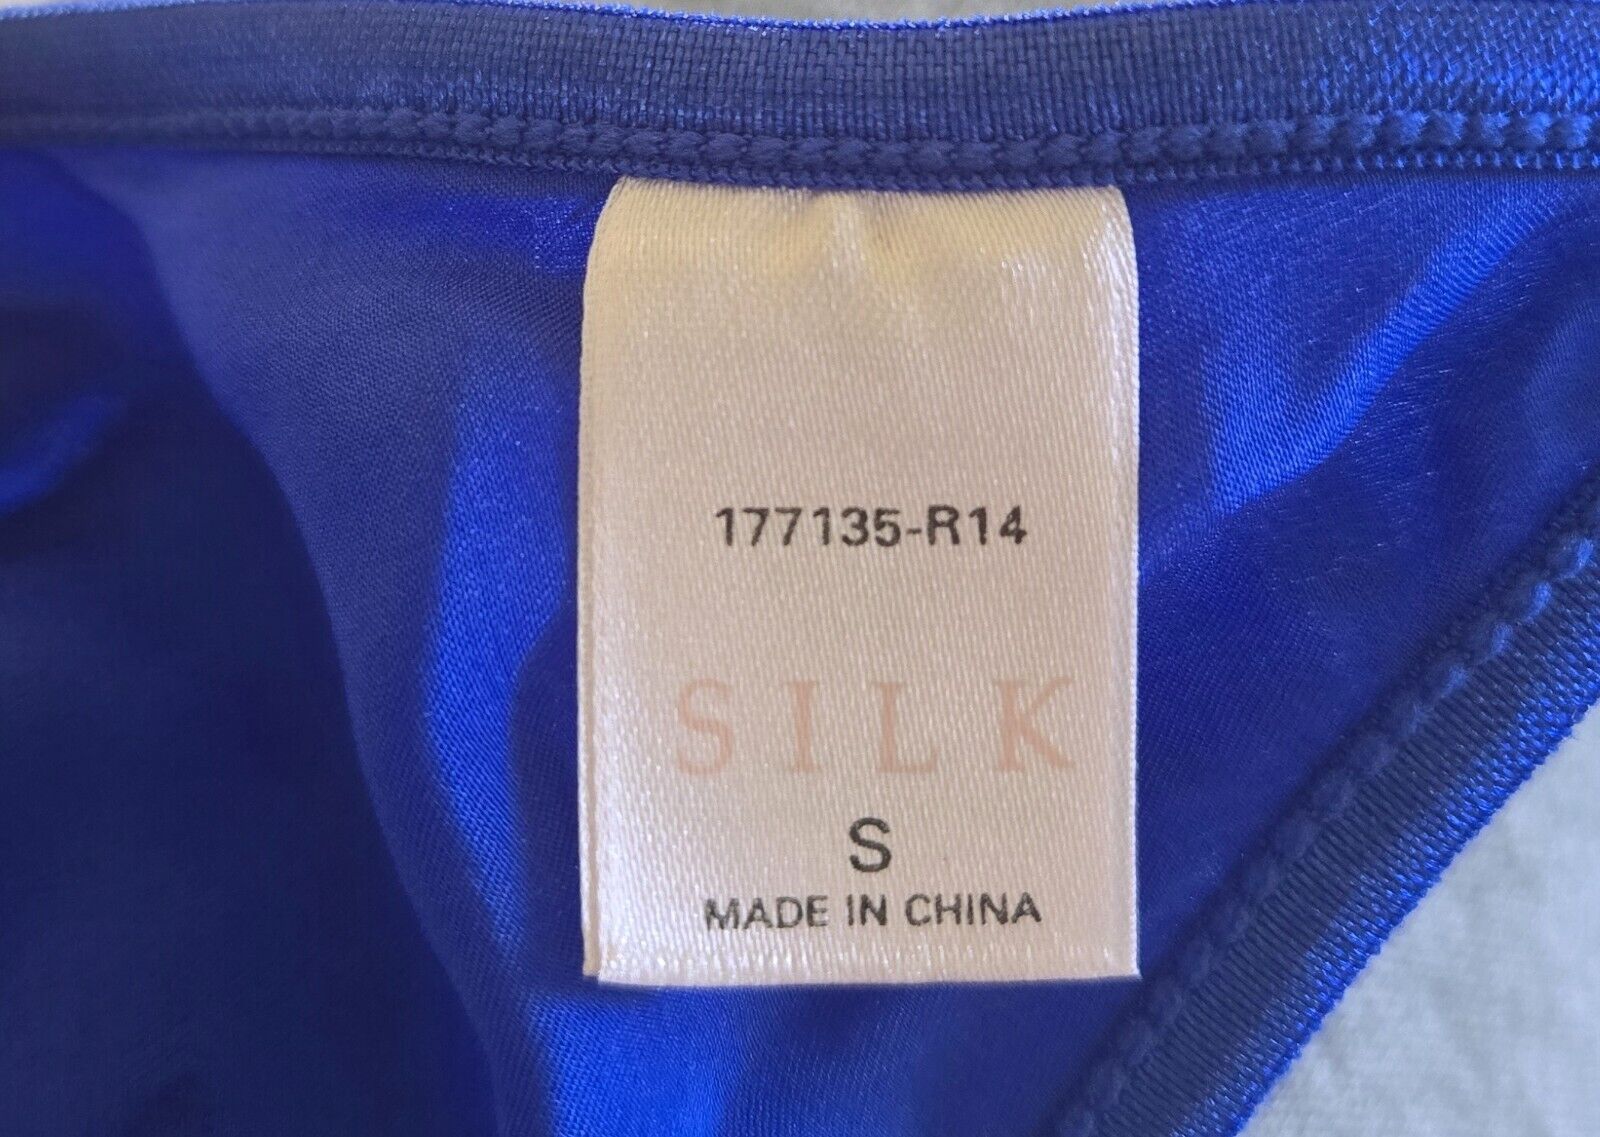 177135-R14
SILK
S
MADE IN CHINA